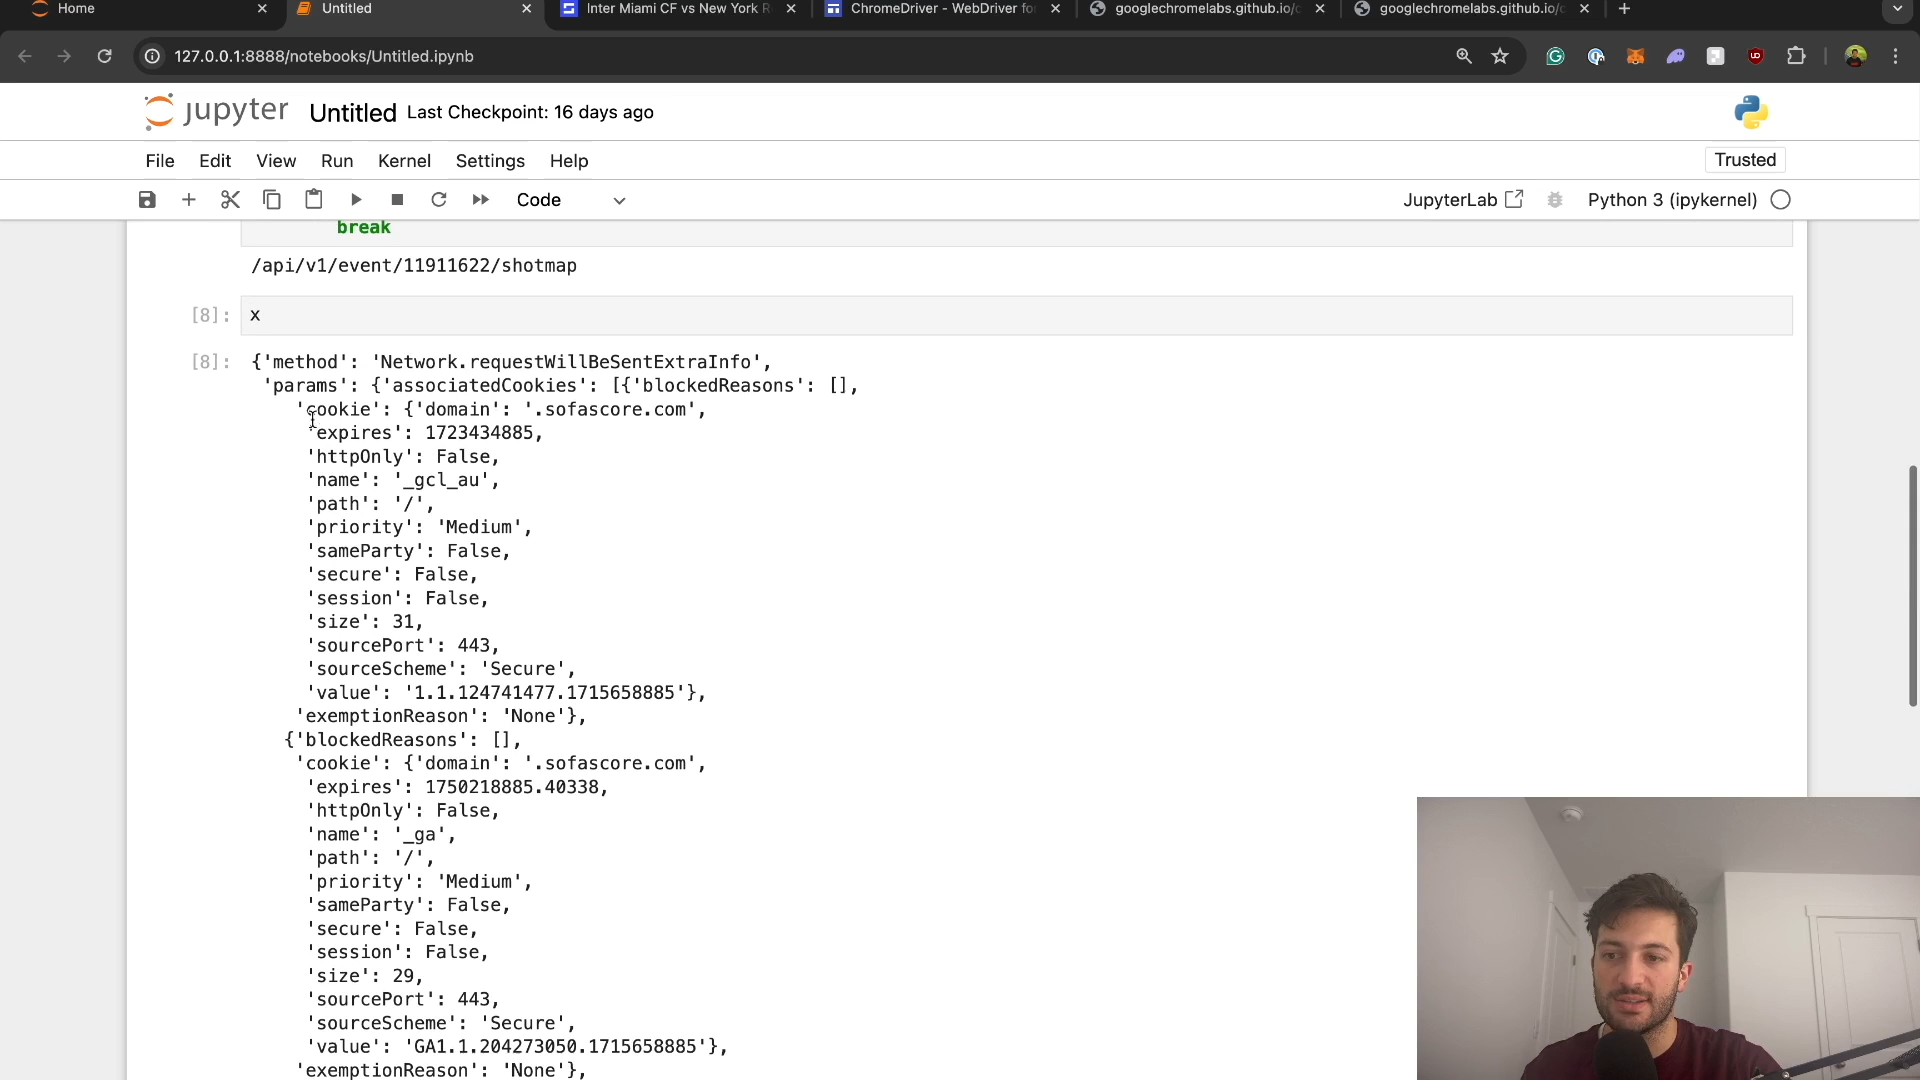 Home
Untitled
Inter Miami CF vs New York R
ChromeDriver - WebDriver for
googlechromelabs.github.io/c
googlechromelabs.github.io/c
127.0.0.1:8888/notebooks/Untitled.ipynb
jupyter Untitled Last Checkpoint: 16 days ago
File Edit View Run Kernel Settings Help
Trusted
Code
JupyterLab
Python 3 (ipykernel)
break
/api/v1/event/11911622/shotmap
[8]: x
[8]: {'method': 'Network.requestWillBeSentExtraInfo',
'params': {'associatedCookies': [{'blockedReasons': [],
'cookie': {'domain': '.sofascore.com',
'expires': 1723434885,
'httpOnly': False,
'name': '_gcl_au',
'path': '/',
'priority': 'Medium',
'sameParty': False,
'secure': False,
'session': False,
'size': 31,
'sourcePort': 443,
'sourceScheme': 'Secure',
'value': '1.1.124741477.1715658885'},
'exemptionReason': 'None'},
{'blockedReasons': [],
'cookie': {'domain': '.sofascore.com',
'expires': 1750218885.40338,
'httpOnly': False,
'name': '_ga',
'path': '/',
'priority': 'Medium',
'sameParty': False,
'secure': False,
'session': False,
'size': 29,
'sourcePort': 443,
'sourceScheme': 'Secure',
'value': 'GA1.1.204273050.1715658885'},
'exemptionReason': 'None'},